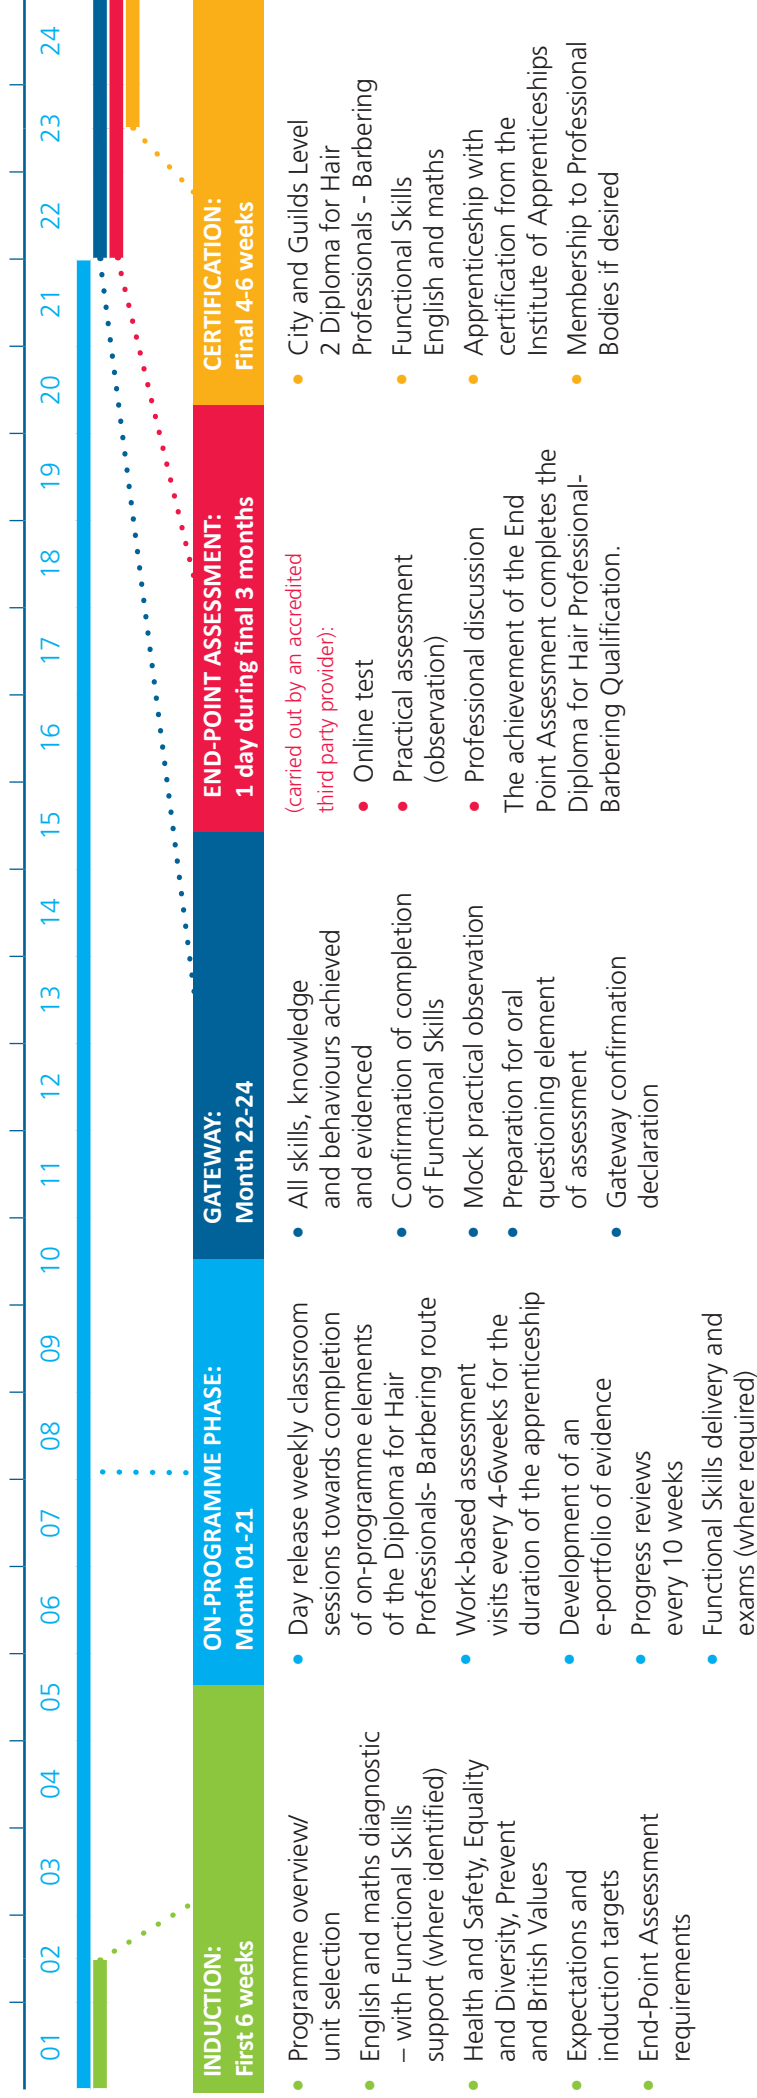 01 02 03 04 05 06 07 08 09 10 11 12 13 14 15 16 17 18 19 20 21 22 23 24
INDUCTION:
First 6 weeks
• Programme overview/
unit selection
• English and maths diagnostic
– with Functional Skills
support (where identified)
• Health and Safety, Equality
and Diversity, Prevent
and British Values
• Expectations and
induction targets
• End-Point Assessment
requirements
ON-PROGRAMME PHASE:
Month 01-21
• Day release weekly classroom
sessions towards completion
of on-programme elements
of the Diploma for Hair
Professionals- Barbering route
• Work-based assessment
visits every 4-6weeks for the
duration of the apprenticeship
• Development of an
e-portfolio of evidence
• Progress reviews
every 10 weeks
• Functional Skills delivery and
exams (where required)
GATEWAY:
Month 22-24
• All skills, knowledge
and behaviours achieved
and evidenced
• Confirmation of completion
of Functional Skills
• Mock practical observation
• Preparation for oral
questioning element
of assessment
• Gateway confirmation
declaration
END-POINT ASSESSMENT:
1 day during final 3 months
(carried out by an accredited
third party provider):
• Online test
• Practical assessment
(observation)
• Professional discussion
The achievement of the End
Point Assessment completes the
Diploma for Hair Professional-
Barbering Qualification.
CERTIFICATION:
Final 4-6 weeks
• City and Guilds Level
2 Diploma for Hair
Professionals - Barbering
• Functional Skills
English and maths
• Apprenticeship with
certification from the
Institute of Apprenticeships
• Membership to Professional
Bodies if desired